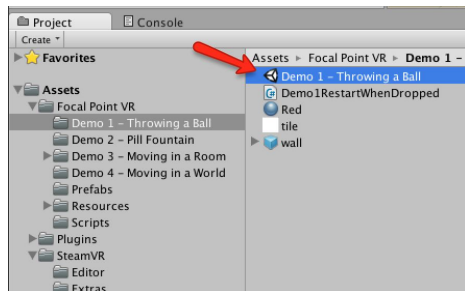 Project
Console
Create
Favorites
Assets ▸ Focal Point VR ▸ Demo 1 –
Assets
Focal Point VR
Demo 1 – Throwing a Ball
Demo 2 – Pill Fountain
Demo 3 – Moving in a Room
Demo 4 – Moving in a World
Prefabs
Resources
Scripts
Plugins
SteamVR
Editor
Extras
Demo 1 – Throwing a Ball
Demo1RestartWhenDropped
Red
tile
wall